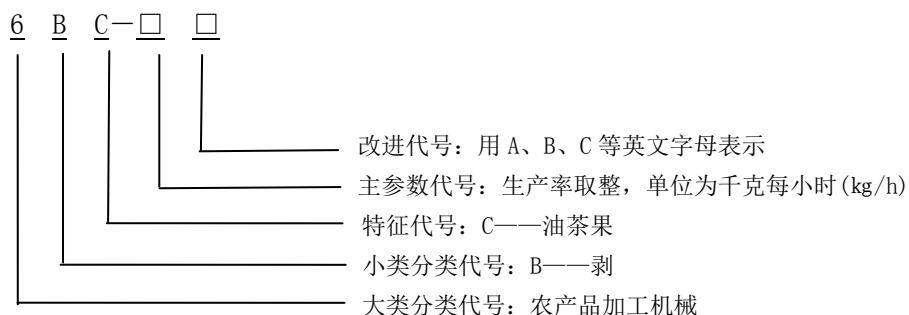 6 B C－□ □
改进代号：用 A、B、C 等英文字母表示
主参数代号：生产率取整，单位为千克每小时(kg/h)
特征代号：C——油茶果
小类分类代号：B——剥
大类分类代号：农产品加工机械